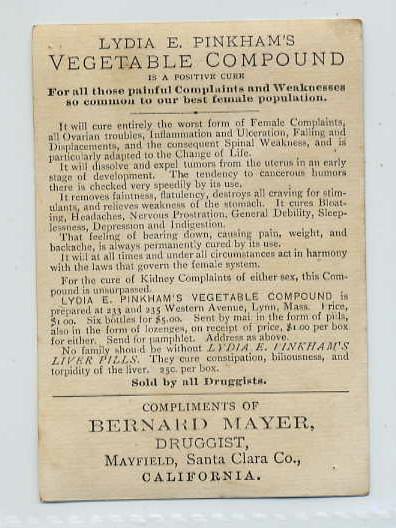 LYDIA E. PINKHAM'S
VEGETABLE COMPOUND
IS A POSITIVE CURE
For all those painful Complaints and Weaknesses
so common to our best female population.
It will cure entirely the worst form of Female Complaints,
all Ovarian troubles, Inflammation and Ulceration, Falling and
Displacements, and the consequent Spinal Weakness, and is
particularly adapted to the Change of Life.
It will dissolve and expel tumors from the uterus in an early
stage of development. The tendency to cancerous humors
there is checked very speedily by its use.
It removes faintness, flatulency, destroys all craving for stim-
ulants, and relieves weakness of the stomach. It cures Bloat-
ing, Headaches, Nervous Prostration, General Debility, Sleep-
lessness, Depression and Indigestion.
That feeling of bearing down, causing pain, weight, and
backache, is always permanently cured by its use.
It will at all times and under all circumstances act in harmony
with the laws that govern the female system.
For the cure of Kidney Complaints of either sex, this Com-
pound is unsurpassed.
LYDIA E. PINKHAM'S VEGETABLE COMPOUND is
prepared at 233 and 235 Western Avenue, Lynn, Mass. Price,
$1.00. Six bottles for $5.00. Sent by mail in the form of pills,
also in the form of lozenges, on receipt of price, $1.00 per box
for either. Send for pamphlet. Address as above.
No family should be without LYDIA E. PINKHAM'S
LIVER PILLS. They cure constipation, biliousness, and
torpidity of the liver. 25c. per box.
Sold by all Druggists.
COMPLIMENTS OF
BERNARD MAYER,
DRUGGIST,
MAYFIELD, Santa Clara Co.,
CALIFORNIA.